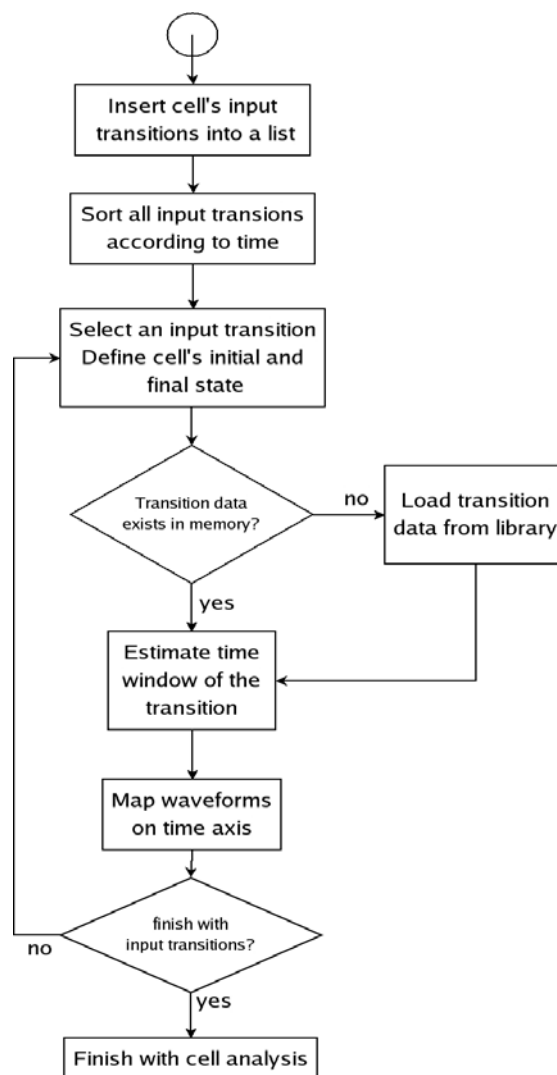 Insert cell's input
transitions into a list
Sort all input transions
according to time
Select an input transition
Define cell's initial and
final state
Transition data
exists in memory?
no
Load transition
data from library
yes
Estimate time
window of the
transition
Map waveforms
on time axis
finish with
input transitions?
no
yes
Finish with cell analysis